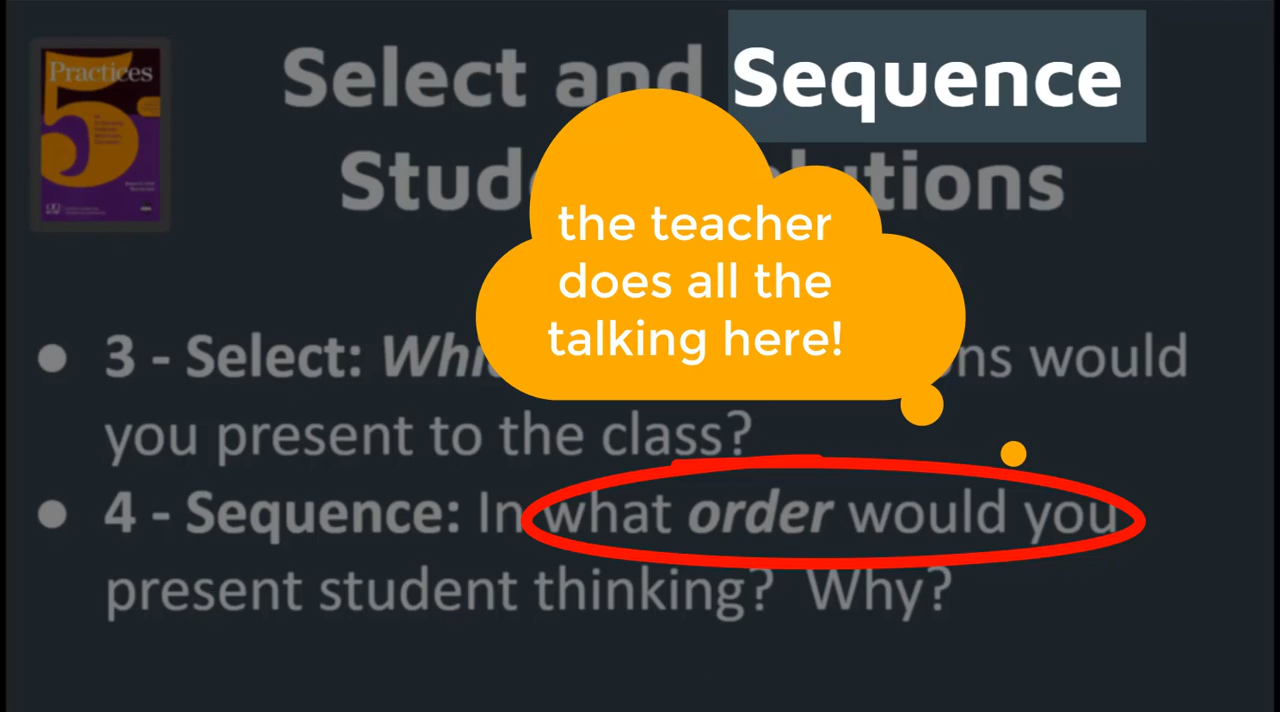 Practices
5
Select and Sequence
Stud utions
the teacher
does all the
talking here!
3 - Select: Whi ns would
you present to the class?
4 - Sequence: In what order would you
present student thinking? Why?